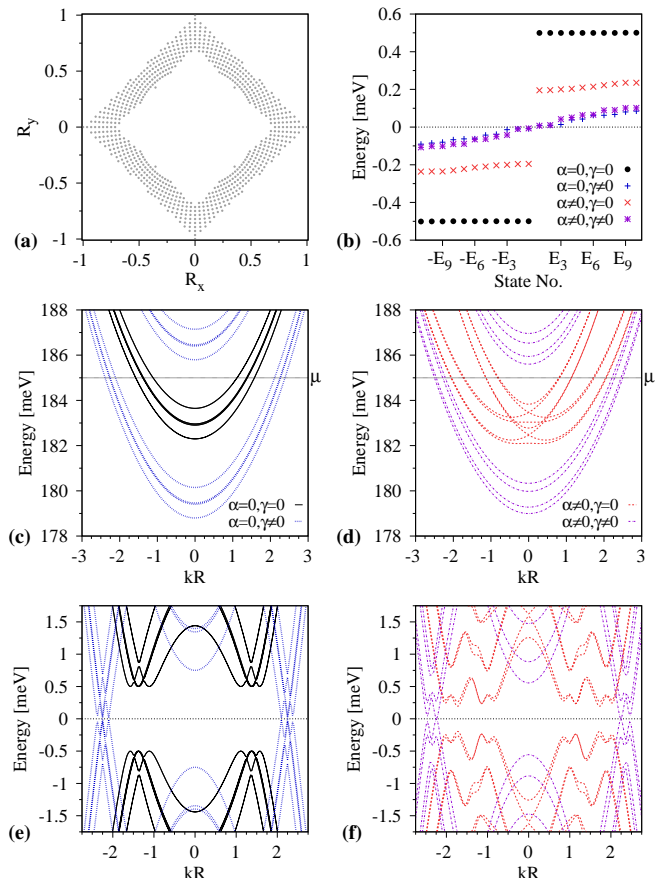 1
0.5
0
-0.5
-1
R_y
(a)
-1 -0.5 0 0.5 1
R_x
0.6
0.4
0.2
0
-0.2
-0.4
-0.6
Energy [meV]
(b)
α=0,γ=0
α=0,γ≠0
α≠0,γ=0
α≠0,γ≠0
-E_9 -E_6 -E_3 E_3 E_6 E_9
State No.
188
186
184
182
180
178
Energy [meV]
μ
α=0,γ=0
α=0,γ≠0
(c)
-3 -2 -1 0 1 2 3
kR
188
186
184
182
180
178
Energy [meV]
μ
α≠0,γ=0
α≠0,γ≠0
(d)
-3 -2 -1 0 1 2 3
kR
1.5
1
0.5
0
-0.5
-1
-1.5
Energy [meV]
(e)
-2 -1 0 1 2
kR
1.5
1
0.5
0
-0.5
-1
-1.5
Energy [meV]
(f)
-2 -1 0 1 2
kR